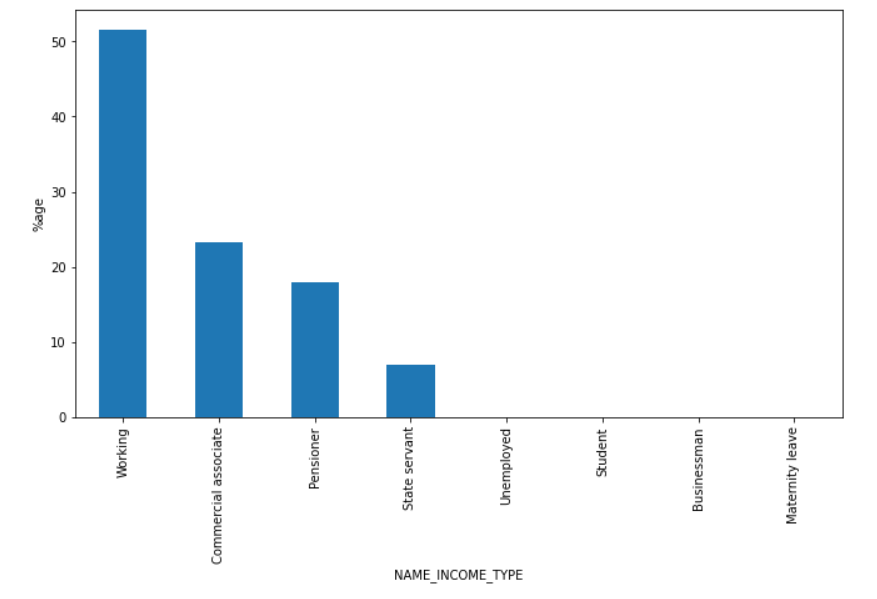 50
40
30
20
10
0
%age
Working
Commercial associate
Pensioner
State servant
Unemployed
Student
Businessman
Maternity leave
NAME_INCOME_TYPE